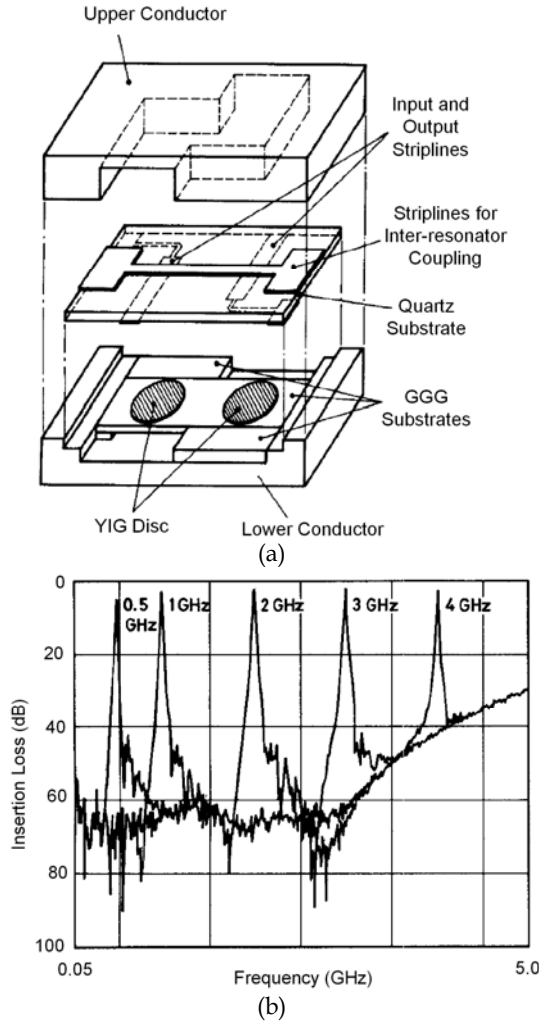 Upper Conductor
Input and
Output
Striplines
Striplines for
Inter-resonator
Coupling
Quartz
Substrate
GGG
Substrates
YIG Disc
Lower Conductor
(a)
0
20
40
60
80
100
Insertion Loss (dB)
0.5
GHz
1GHz
2 GHz
3 GHz
4 GHz
0.05
Frequency (GHz)
5.0
(b)